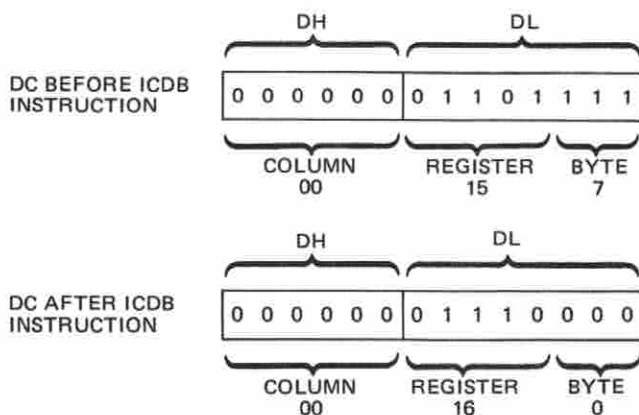 DH DL
DC BEFORE ICDB
INSTRUCTION
0 0 0 0 0 0 0 1 1 0 1 1 1 1
COLUMN REGISTER BYTE
00 15 7
DH DL
DC AFTER ICDB
INSTRUCTION
0 0 0 0 0 0 0 1 1 1 0 0 0 0
COLUMN REGISTER BYTE
00 16 0